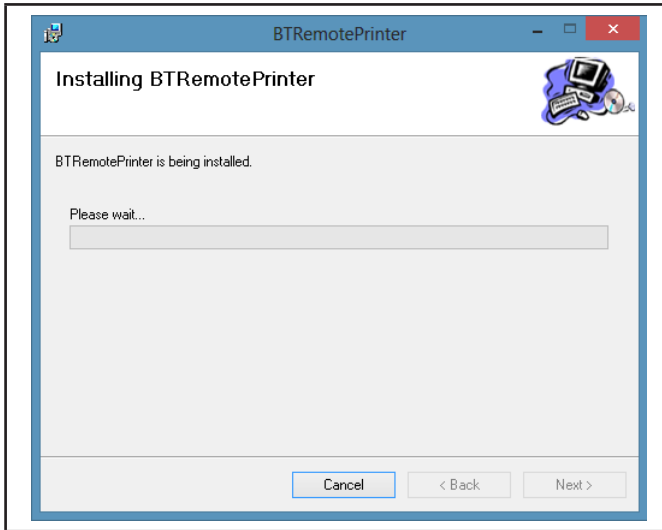 BTRemotePrinter
Installing BTRemotePrinter
BTRemotePrinter is being installed.
Please wait...
Cancel
< Back
Next >